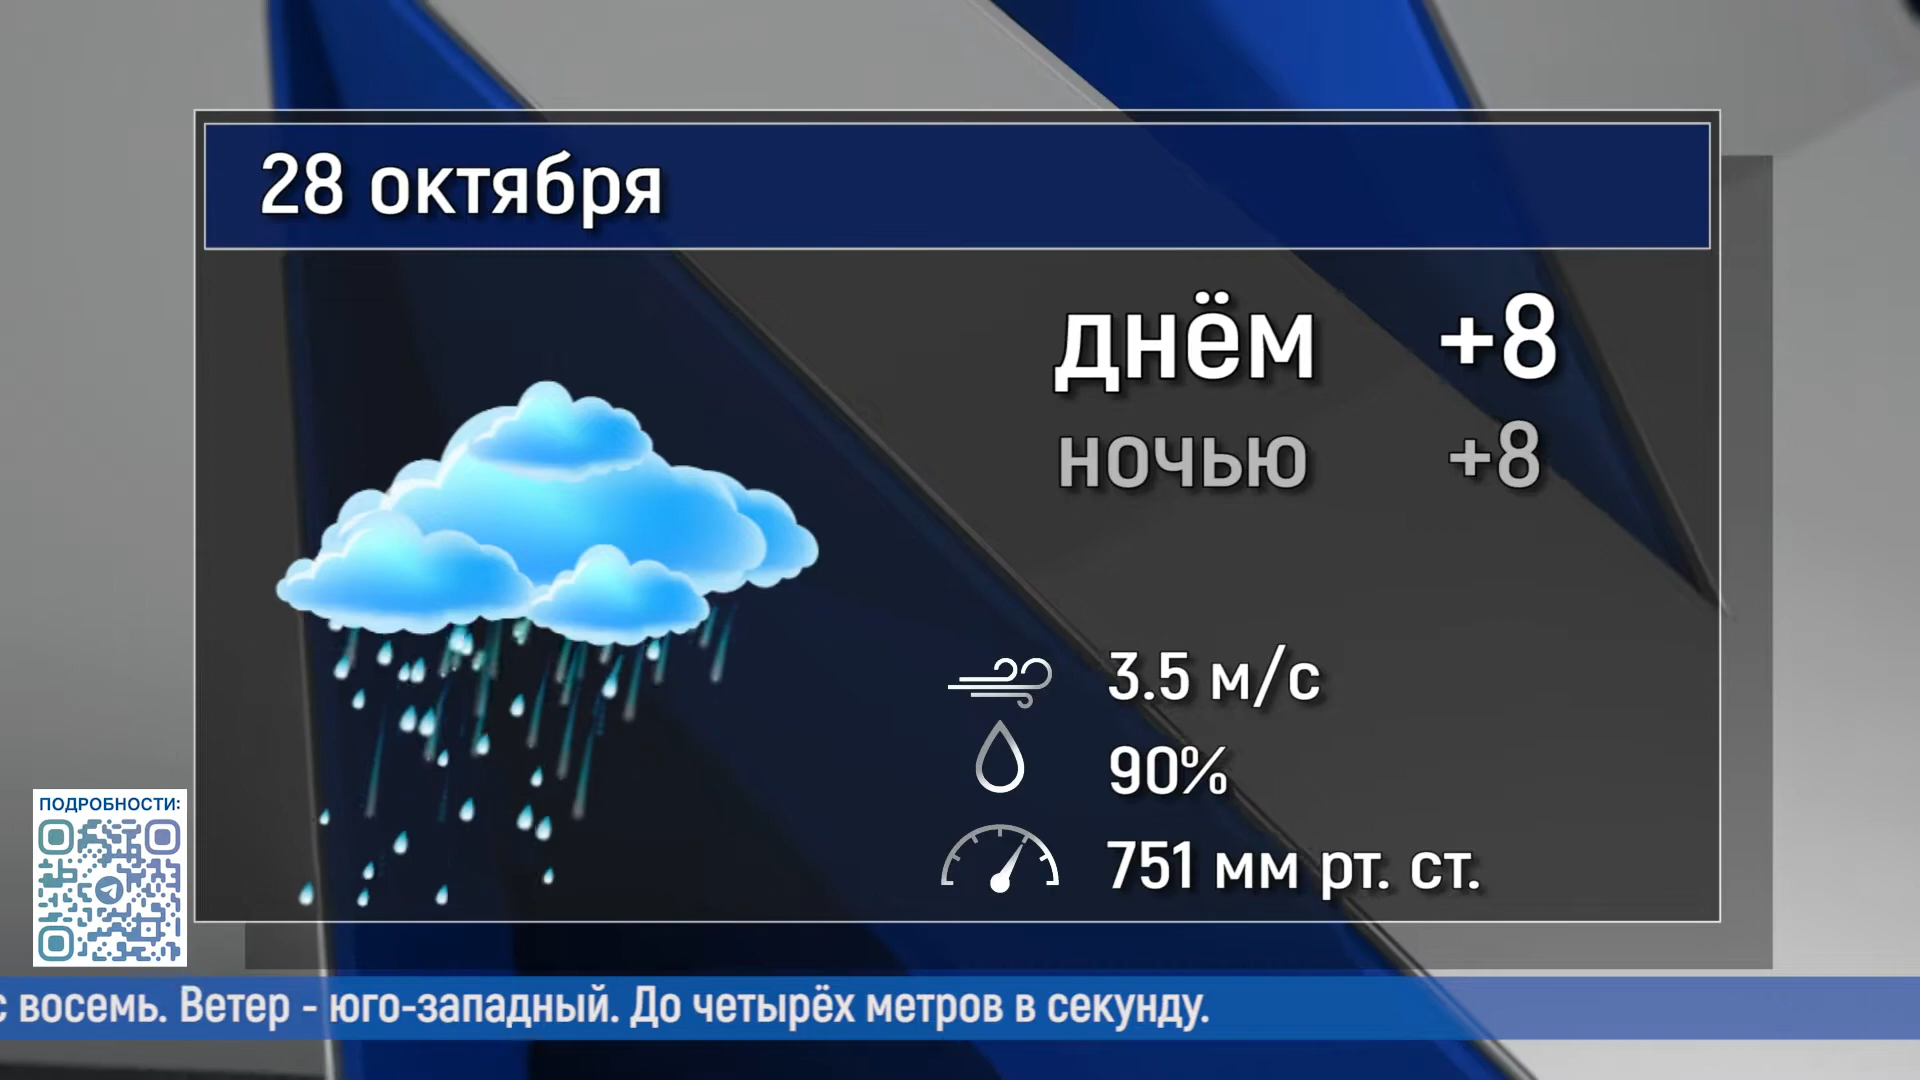 28 октября
днём +8
ночью +8
3.5 м/с
90%
751 мм рт. ст.
ПОДРОБНОСТИ:
с восемь. Ветер - юго-западный. До четырёх метров в секунду.